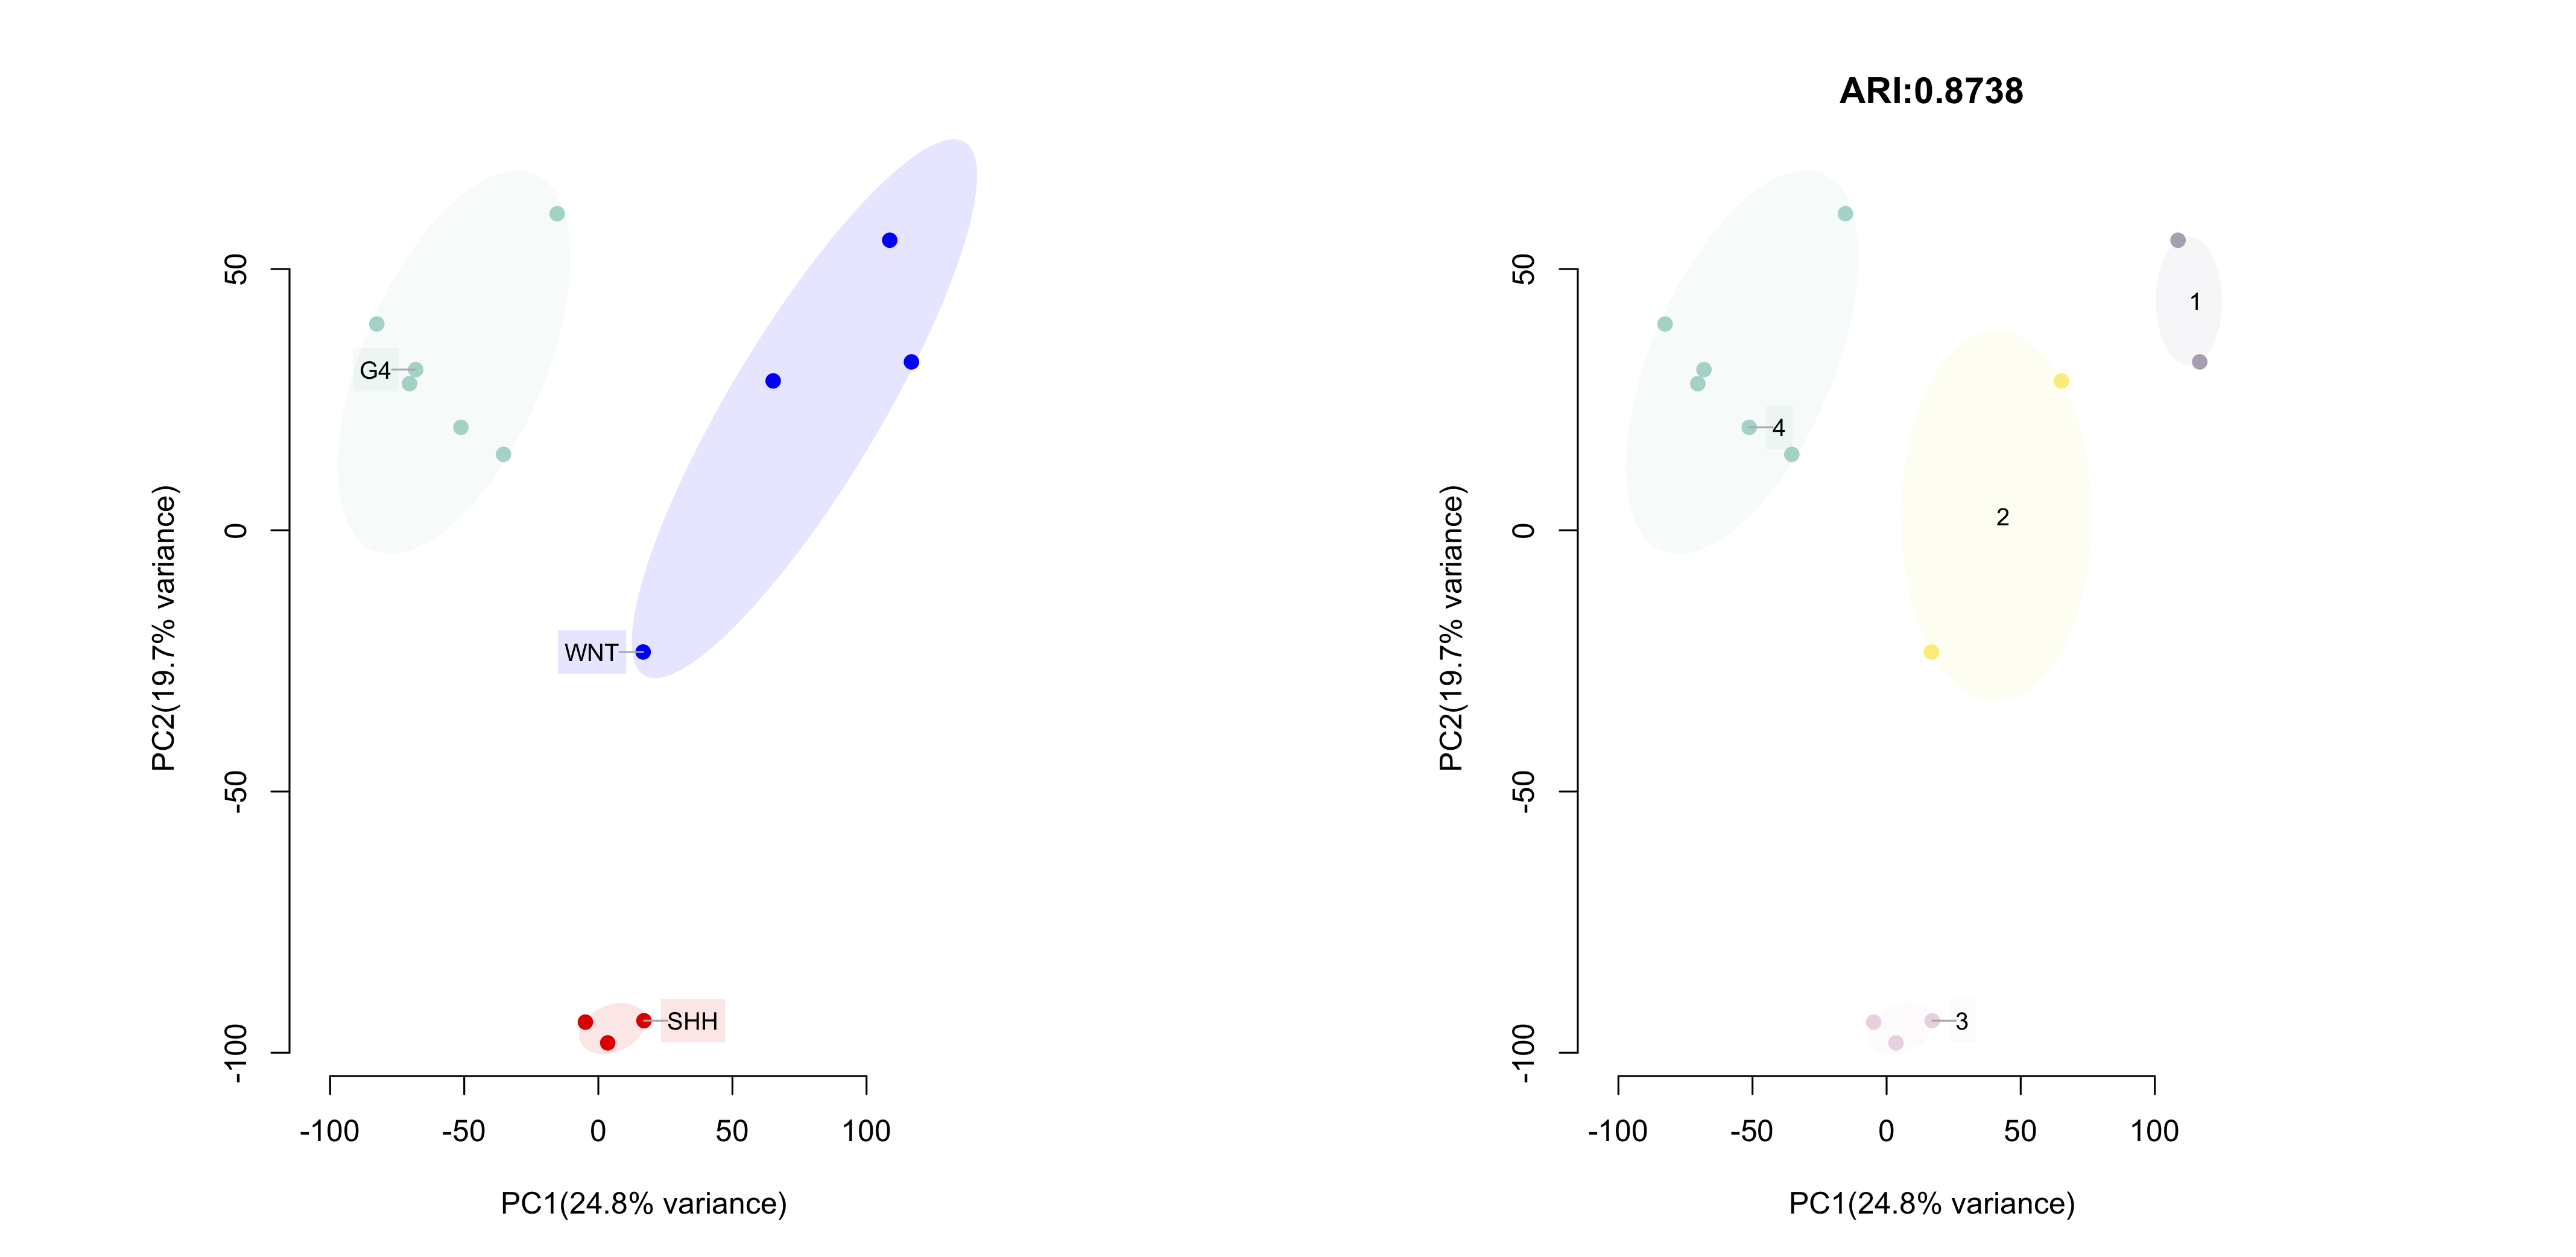 50
0
-50
-100
PC2(19.7% variance)
G4
WNT
SHH
-100 -50 0 50 100
PC1(24.8% variance)
ARI:0.8738
50
0
-50
-100
PC2(19.7% variance)
1
4
2
3
-100 -50 0 50 100
PC1(24.8% variance)